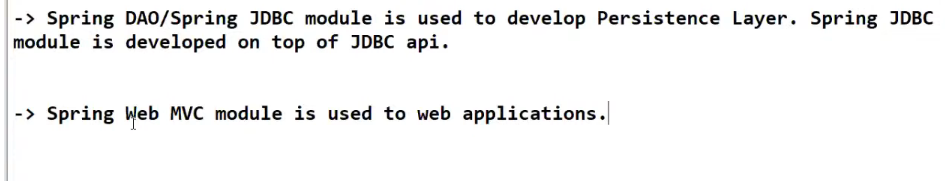 -> Spring DAO/Spring JDBC module is used to develop Persistence Layer. Spring JDBC
module is developed on top of JDBC api.
-> Spring Web MVC module is used to web applications.